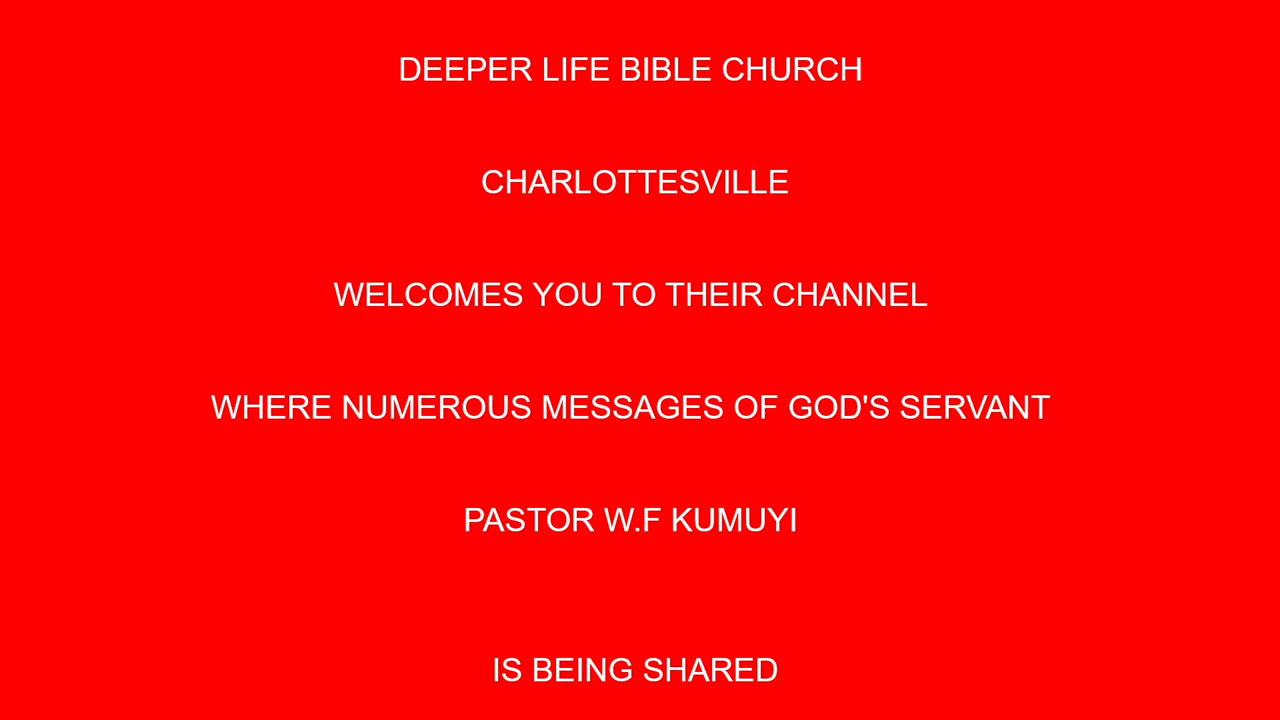 DEEPER LIFE BIBLE CHURCH
CHARLOTTESVILLE
WELCOMES YOU TO THEIR CHANNEL
WHERE NUMEROUS MESSAGES OF GOD'S SERVANT
PASTOR W.F KUMUYI
IS BEING SHARED